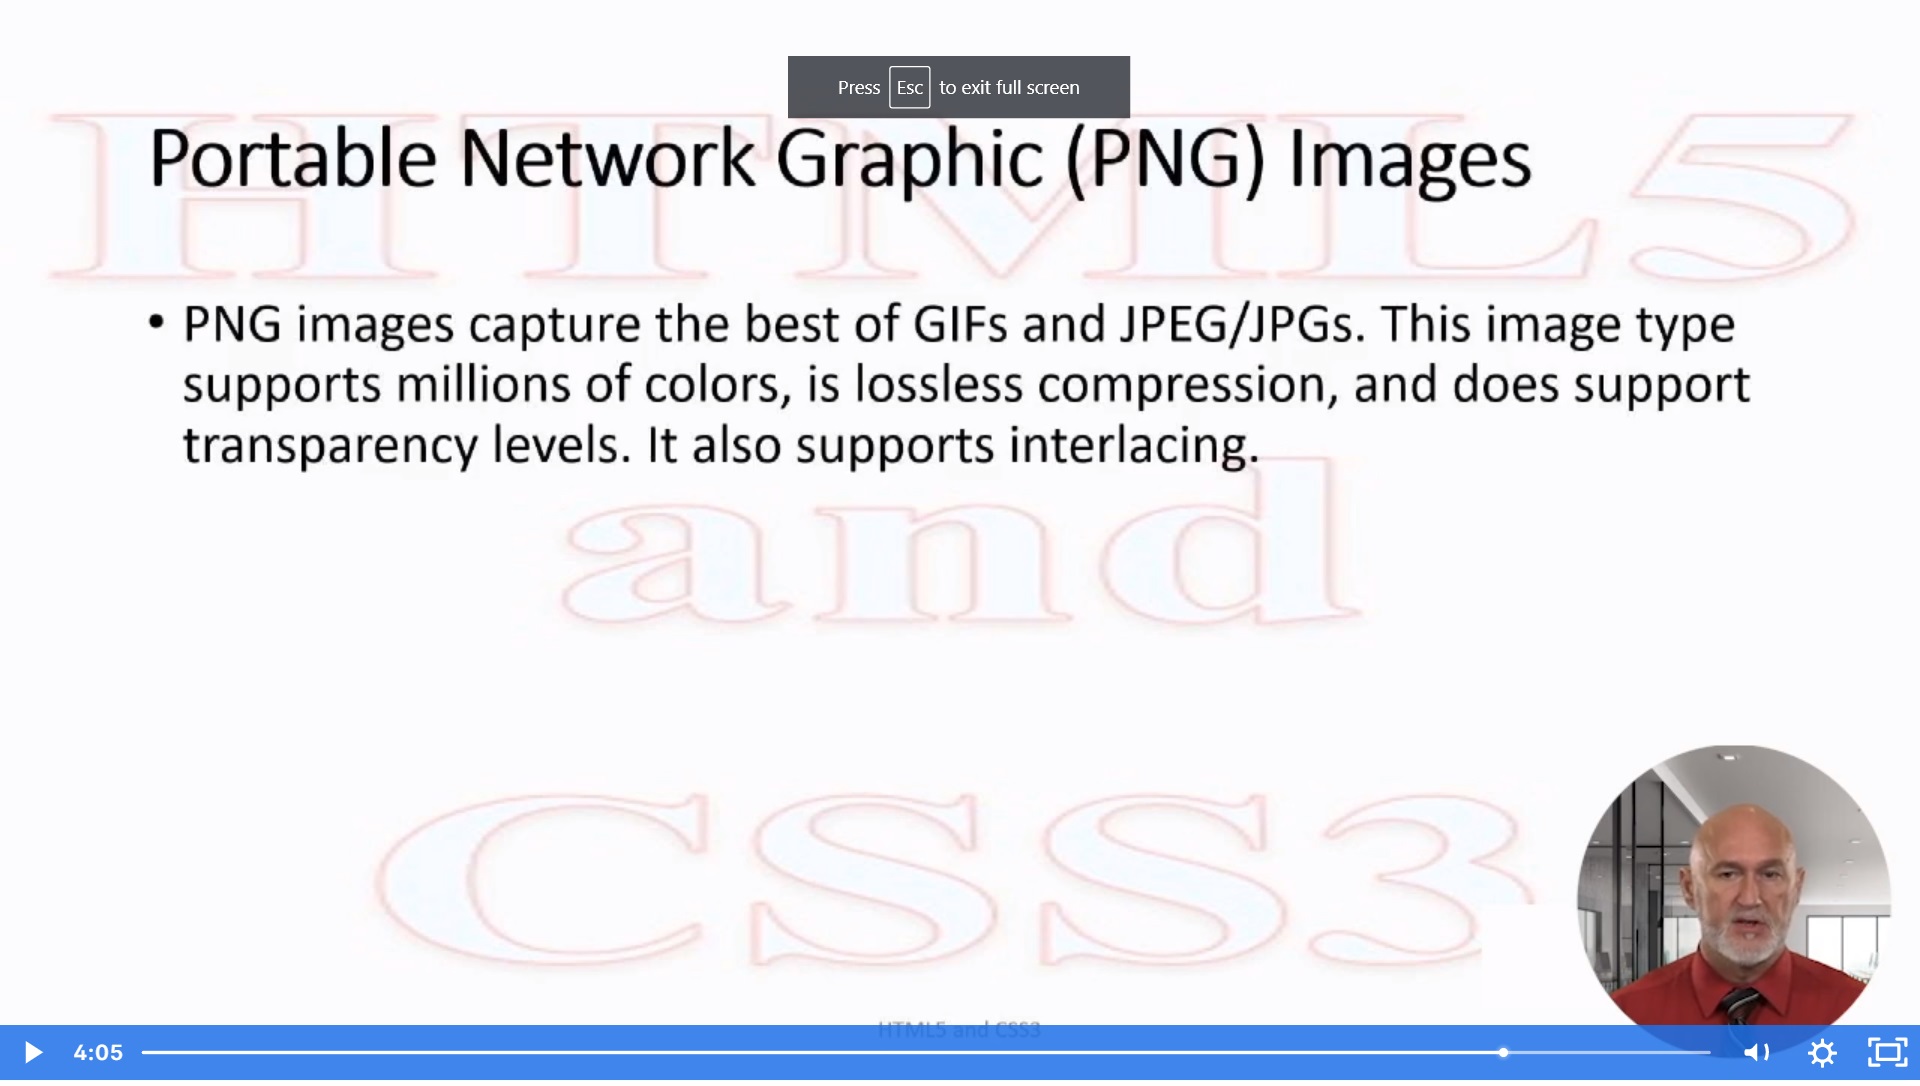 Press Esc to exit full screen
HTML5
Portable Network Graphic (PNG) Images
• PNG images capture the best of GIFs and JPEG/JPGs. This image type
supports millions of colors, is lossless compression, and does support
transparency levels. It also supports interlacing.
and
CSS3
HTML5 and CSS3
4:05